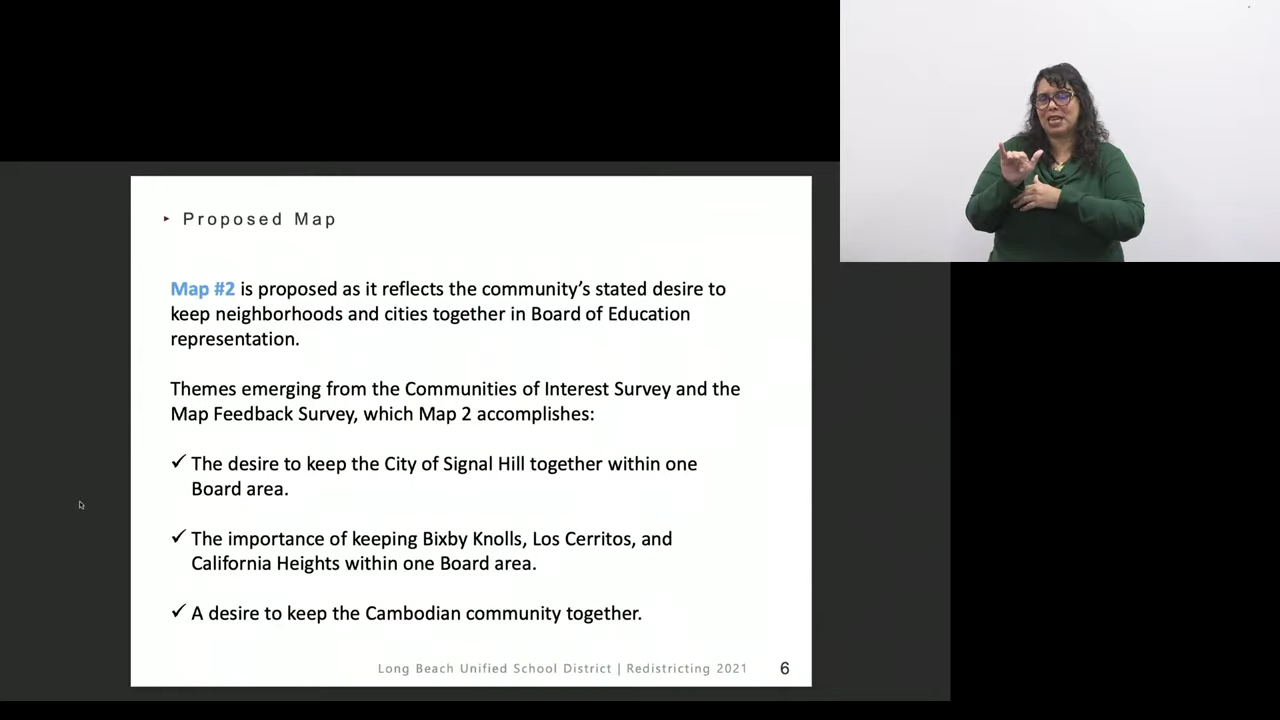 Proposed Map
Map #2 is proposed as it reflects the community's stated desire to
keep neighborhoods and cities together in Board of Education
representation.
Themes emerging from the Communities of Interest Survey and the
Map Feedback Survey, which Map 2 accomplishes:
✓ The desire to keep the City of Signal Hill together within one
Board area.
✓ The importance of keeping Bixby Knolls, Los Cerritos, and
California Heights within one Board area.
✓ A desire to keep the Cambodian community together.
Long Beach Unified School District | Redistricting 2021 6